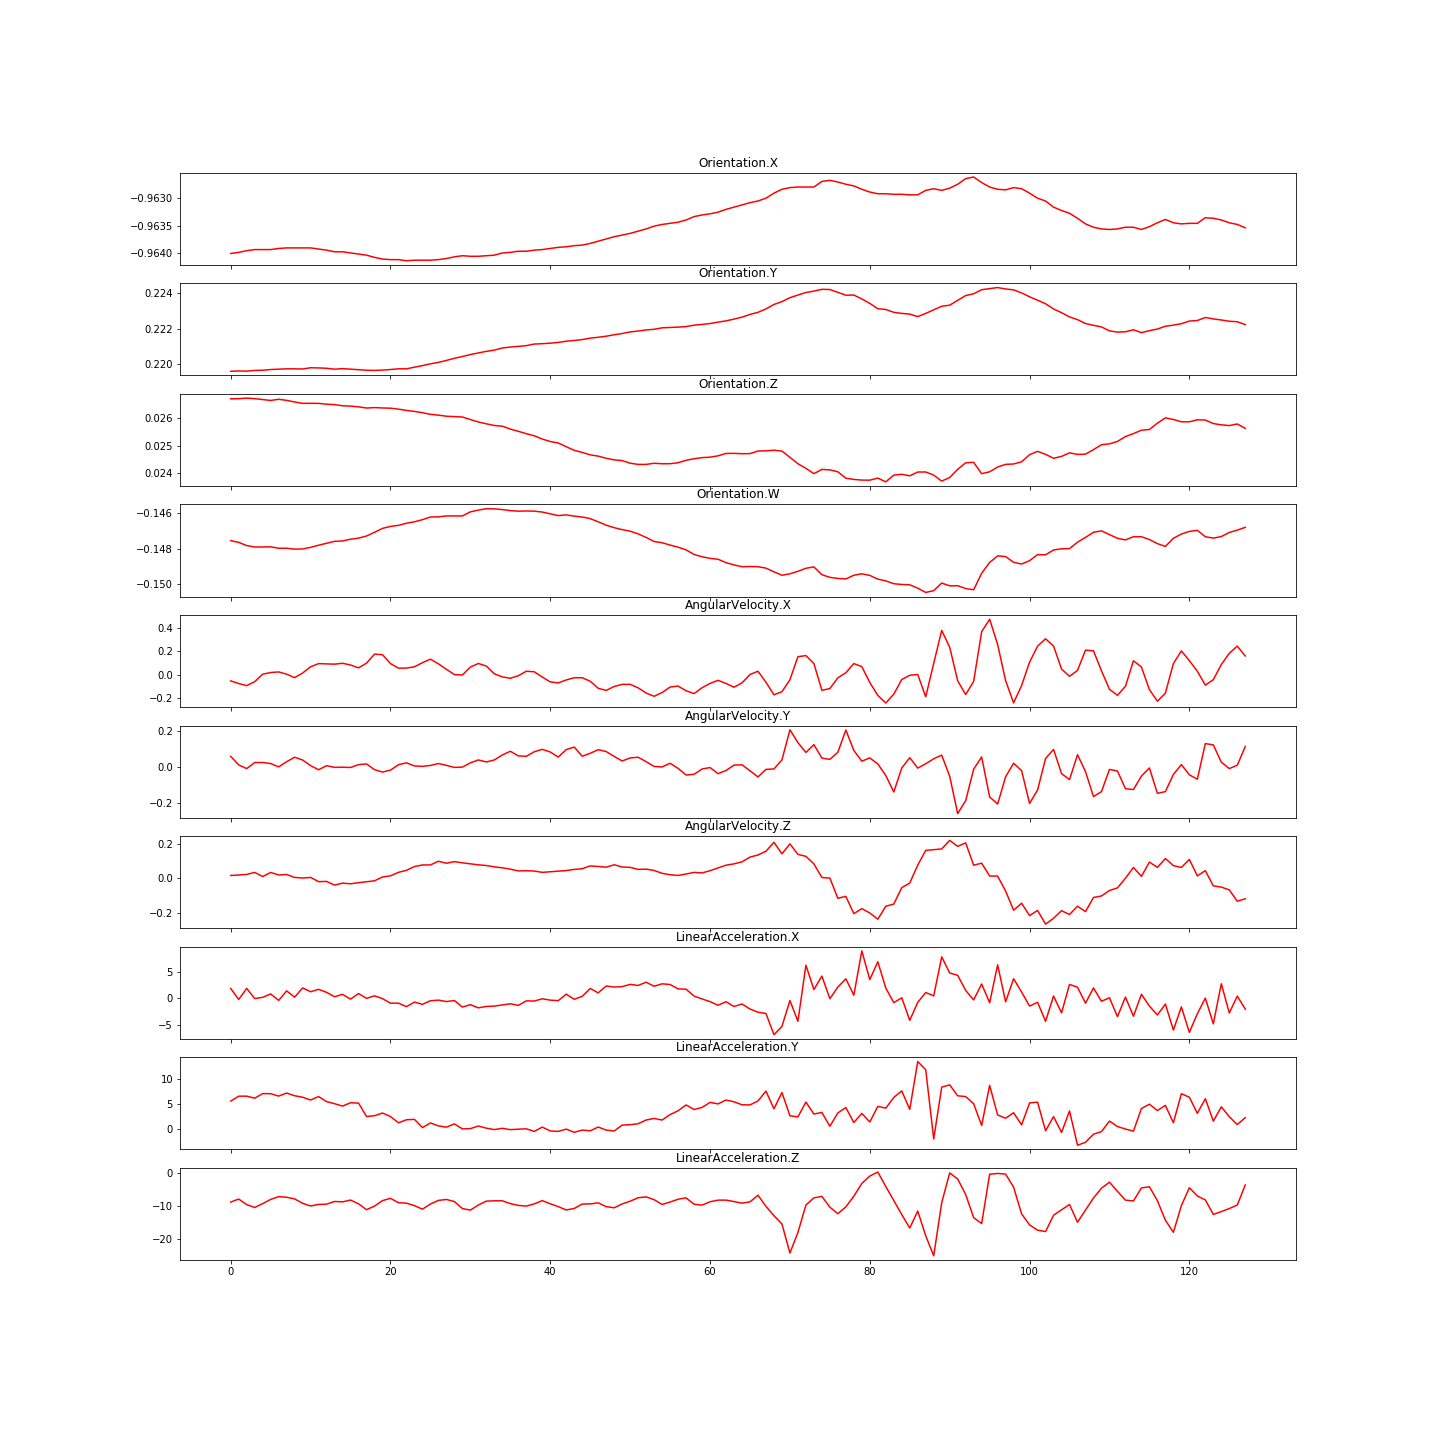 Orientation.X
−0.9630
−0.9635
−0.9640
Orientation.Y
0.224
0.222
0.220
Orientation.Z
0.026
0.025
0.024
Orientation.W
−0.146
−0.148
−0.150
AngularVelocity.X
0.4
0.2
0.0
−0.2
AngularVelocity.Y
0.2
0.0
−0.2
AngularVelocity.Z
0.2
0.0
−0.2
LinearAcceleration.X
5
0
−5
LinearAcceleration.Y
10
5
0
LinearAcceleration.Z
0
−10
−20
0 20 40 60 80 100 120